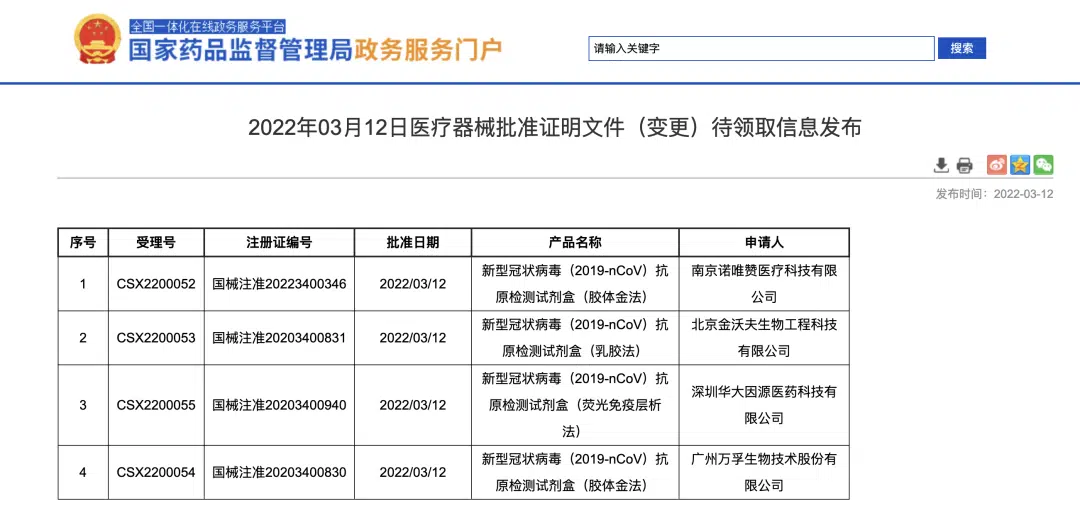 全国一体化在线政务服务平台
国家药品监督管理局政务服务门户
请输入关键字
搜索
2022年03月12日医疗器械批准证明文件（变更）待领取信息发布
发布时间：2022-03-12
序号 受理号 注册证编号 批准日期 产品名称 申请人
1 CSX2200052 国械注准20223400346 2022/03/12 新型冠状病毒（2019-nCoV）抗 南京诺唯赞医疗科技有限
原检测试剂盒（胶体金法） 公司
2 CSX2200053 国械注准20203400831 2022/03/12 新型冠状病毒（2019-nCoV）抗 北京金沃夫生物工程科技
原检测试剂盒（乳胶法） 有限公司
3 CSX2200055 国械注准20203400940 2022/03/12 新型冠状病毒（2019-nCoV）抗 深圳华大因源医药科技有
原检测试剂盒（荧光免疫层析 限公司
法）
4 CSX2200054 国械注准20203400830 2022/03/12 新型冠状病毒（2019-nCoV）抗 广州万孚生物技术股份有
原检测试剂盒（胶体金法） 限公司